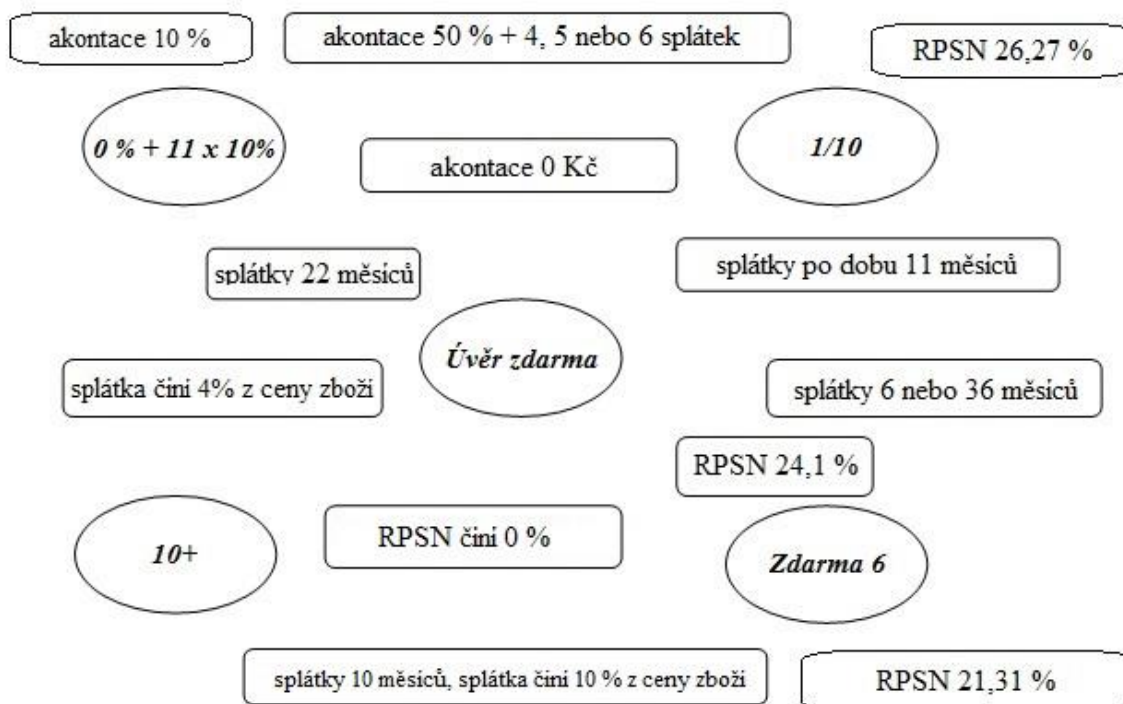 akontace 10 %
akontace 50 % + 4, 5 nebo 6 splátek
RPSN 26,27 %
0 % + 11 x 10%
akontace 0 Kč
1/10
splátky 22 měsíců
splátky po dobu 11 měsíců
Úvěr zdarma
splátka činí 4% z ceny zboží
splátky 6 nebo 36 měsíců
RPSN 24,1 %
10+
RPSN činí 0 %
Zdarma 6
splátky 10 měsíců, splátka činí 10 % z ceny zboží
RPSN 21,31 %